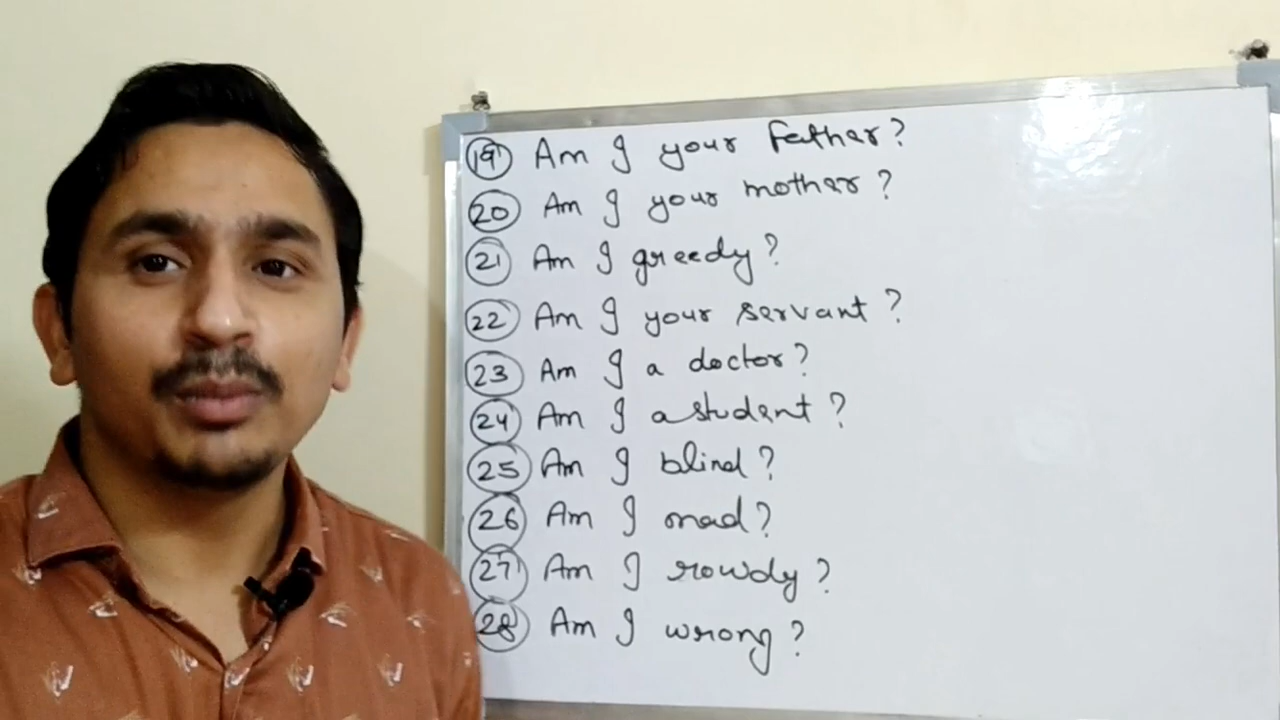 19 Am I your father?
20 Am I your mother?
21 Am I greedy?
22 Am I your servant?
23 Am I a doctor?
24 Am I a student?
25 Am I blind?
26 Am I mad?
27 Am I rowdy?
28 Am I wrong?